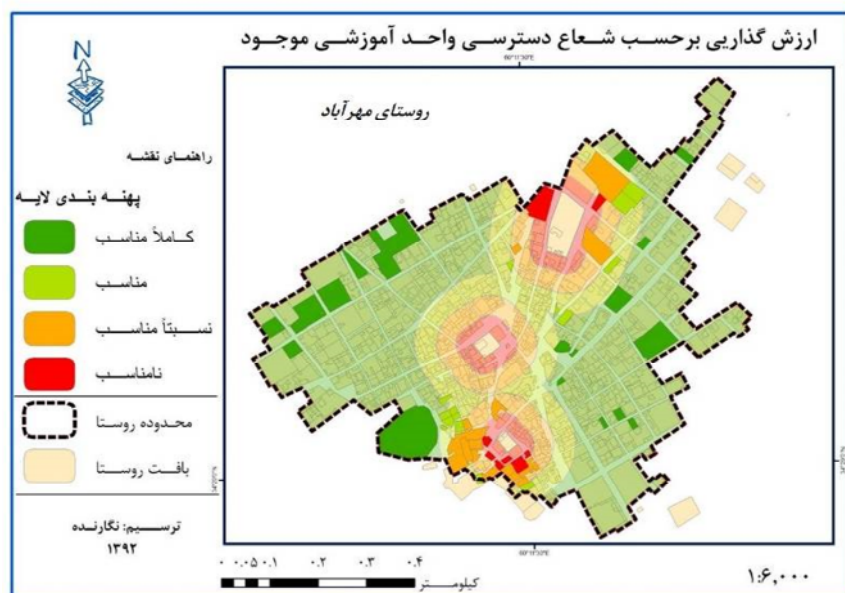 ارزش گذاریی برحسب شعاع دسترسی واحد آموزشی موجود
N
روستای مهرآباد
راهنمای نقشه
پهنه بندی لایه
کاملاً مناسب
مناسب
نسبتاً مناسب
نامناسب
محدوده روستا
بافت روستا
ترسیم: نگارنده
۱۳۹۲
۰ ۰.۰۵ ۰.۱ ۰.۲ ۰.۳ ۰.۴
کیلومتر
۱:۶,۰۰۰